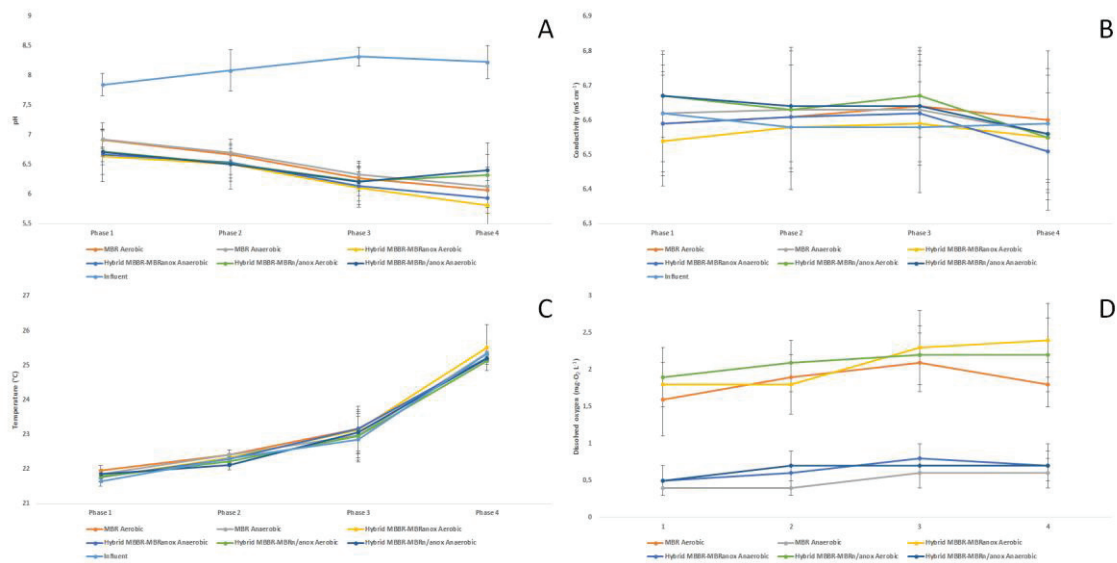 A
9
8,5
8
7,5
7
6,5
6
5,5
pH
Phase 1 Phase 2 Phase 3 Phase 4
MBR Aerobic MBR Anaerobic Hybrid MBBR-MBRanox Aerobic
Hybrid MBBR-MBRanox Anaerobic Hybrid MBBR-MBRn/anox Aerobic Hybrid MBBR-MBRn/anox Anaerobic
Influent
B
6,9
6,8
6,7
6,6
6,5
6,4
6,3
Conductivity (mS cm⁻¹)
Phase 1 Phase 2 Phase 3 Phase 4
MBR Aerobic MBR Anaerobic Hybrid MBBR-MBRanox Aerobic
Hybrid MBBR-MBRanox Anaerobic Hybrid MBBR-MBRn/anox Aerobic Hybrid MBBR-MBRn/anox Anaerobic
Influent
C
27
26
25
24
23
22
21
Temperature (°C)
Phase 1 Phase 2 Phase 3 Phase 4
MBR Aerobic MBR Anaerobic Hybrid MBBR-MBRanox Aerobic
Hybrid MBBR-MBRanox Anaerobic Hybrid MBBR-MBRn/anox Aerobic Hybrid MBBR-MBRn/anox Anaerobic
Influent
D
3
2,5
2
1,5
1
0,5
0
Dissolved oxygen (mg-O₂ L⁻¹)
1 2 3 4
MBR Aerobic MBR Anaerobic Hybrid MBBR-MBRanox Aerobic
Hybrid MBBR-MBRanox Anaerobic Hybrid MBBR-MBRn/anox Aerobic Hybrid MBBR-MBRn/anox Anaerobic